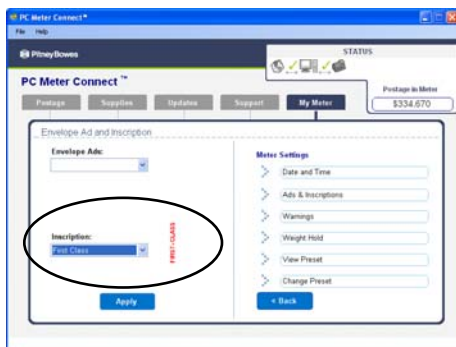 PC Meter Connect™
File Help
PitneyBowes
STATUS
PC Meter Connect™
Postage in Meter
$334.670
Postage Supplies Updates Support My Meter
Envelope Ad and Inscription
Envelope Ads:
Meter Settings
Date and Time
Ads & Inscriptions
Warnings
Inscription:
First Class
FIRST-CLASS
Weight Hold
View Preset
Change Preset
Apply
< Back